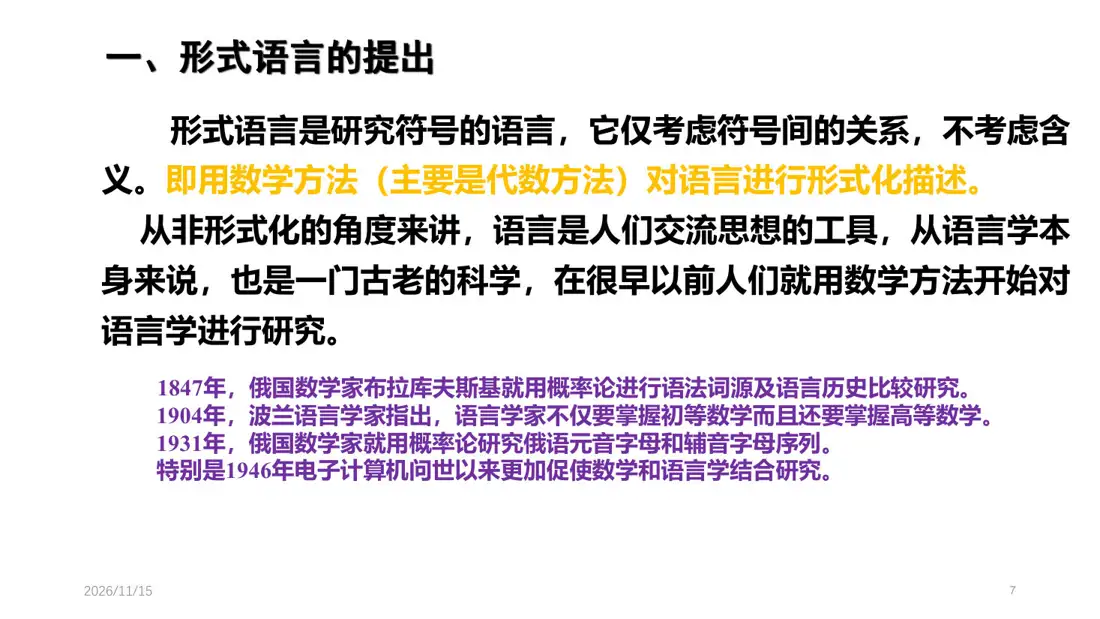 一、形式语言的提出
形式语言是研究符号的语言，它仅考虑符号间的关系，不考虑含
义。即用数学方法（主要是代数方法）对语言进行形式化描述。
从非形式化的角度来讲，语言是人们交流思想的工具，从语言学本
身来说，也是一门古老的科学，在很早以前人们就用数学方法开始对
语言学进行研究。
1847年，俄国数学家布拉库夫斯基就用概率论进行语法词源及语言历史比较研究。
1904年，波兰语言学家指出，语言学家不仅要掌握初等数学而且还要掌握高等数学。
1931年，俄国数学家就用概率论研究俄语元音字母和辅音字母序列。
特别是1946年电子计算机问世以来更加促使数学和语言学结合研究。
2026/11/15
7